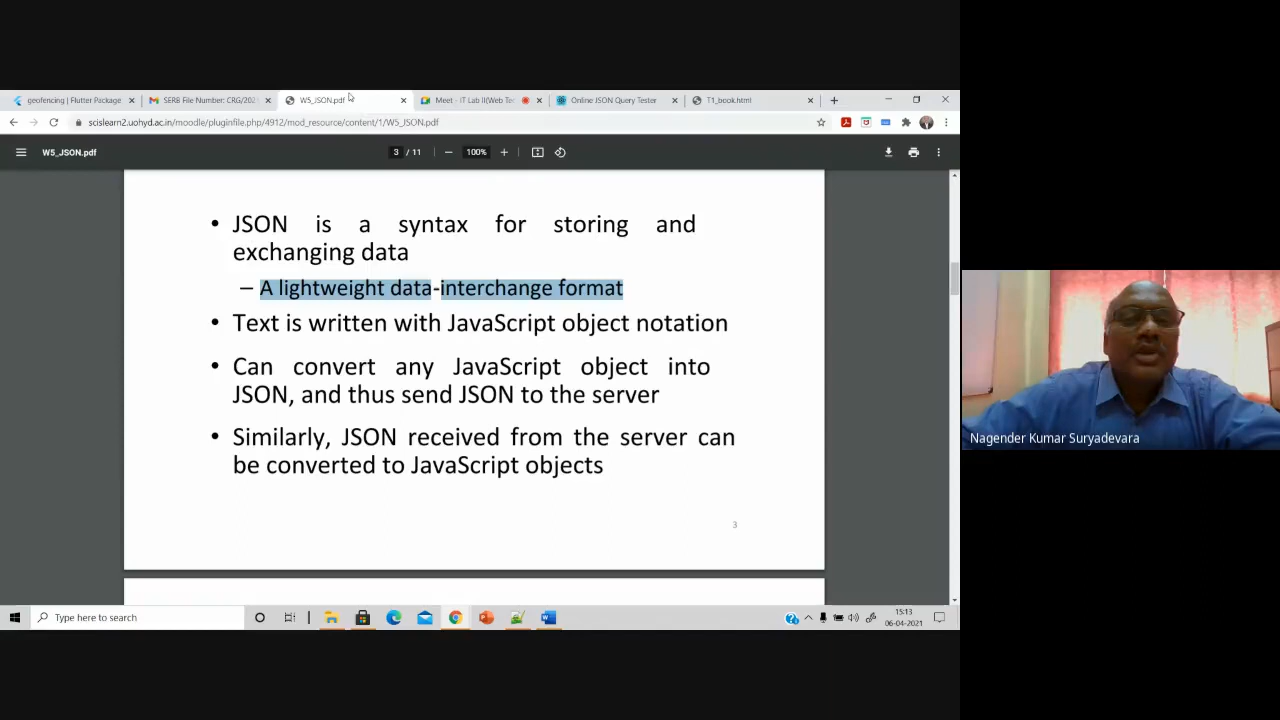 geofencing | Flutter Package
SERB File Number: CRG/202
W5_JSON.pdf
Meet - IT Lab II(Web Tec
Online JSON Query Tester
T1_book.html
scislearn2.uohyd.ac.in/moodle/pluginfile.php/4912/mod_resource/content/1/W5_JSON.pdf
W5_JSON.pdf
3 / 11
100%
• JSON is a syntax for storing and
exchanging data
– A lightweight data-interchange format
• Text is written with JavaScript object notation
• Can convert any JavaScript object into
JSON, and thus send JSON to the server
• Similarly, JSON received from the server can
be converted to JavaScript objects
3
Nagender Kumar Suryadevara
Type here to search
15:13
06-04-2021